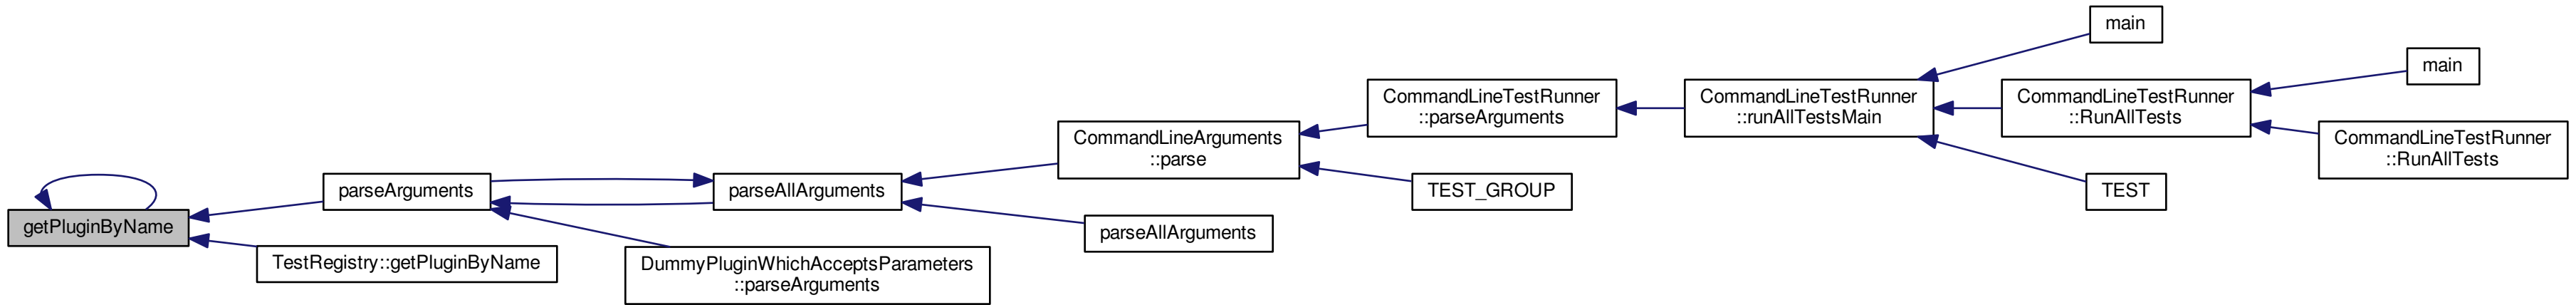 getPluginByName
parseArguments
TestRegistry::getPluginByName
parseAllArguments
DummyPluginWhichAcceptsParameters
::parseArguments
CommandLineArguments
::parse
parseAllArguments
CommandLineTestRunner
::parseArguments
TEST_GROUP
CommandLineTestRunner
::runAllTestsMain
main
CommandLineTestRunner
::RunAllTests
TEST
main
CommandLineTestRunner
::RunAllTests